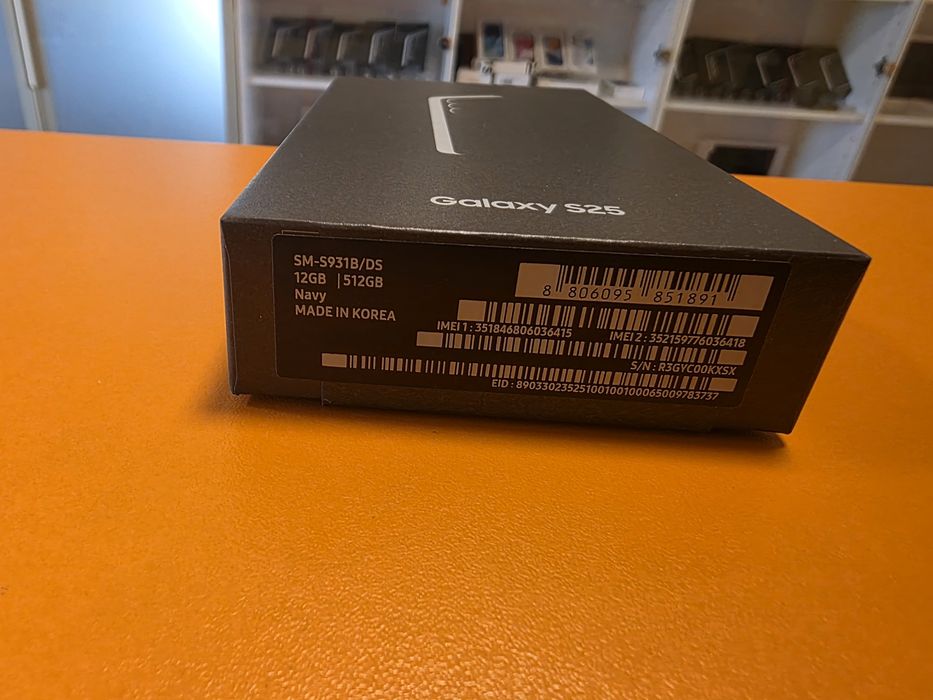 Galaxy S25
SM-S931B/DS
12GB | 512GB
Navy
MADE IN KOREA
8 806095 851891
IMEI 1 : 351846806036415
IMEI 2 : 352159776036418
S/N : R3GYC00KXSX
EID : 89033023525100100100065009783737